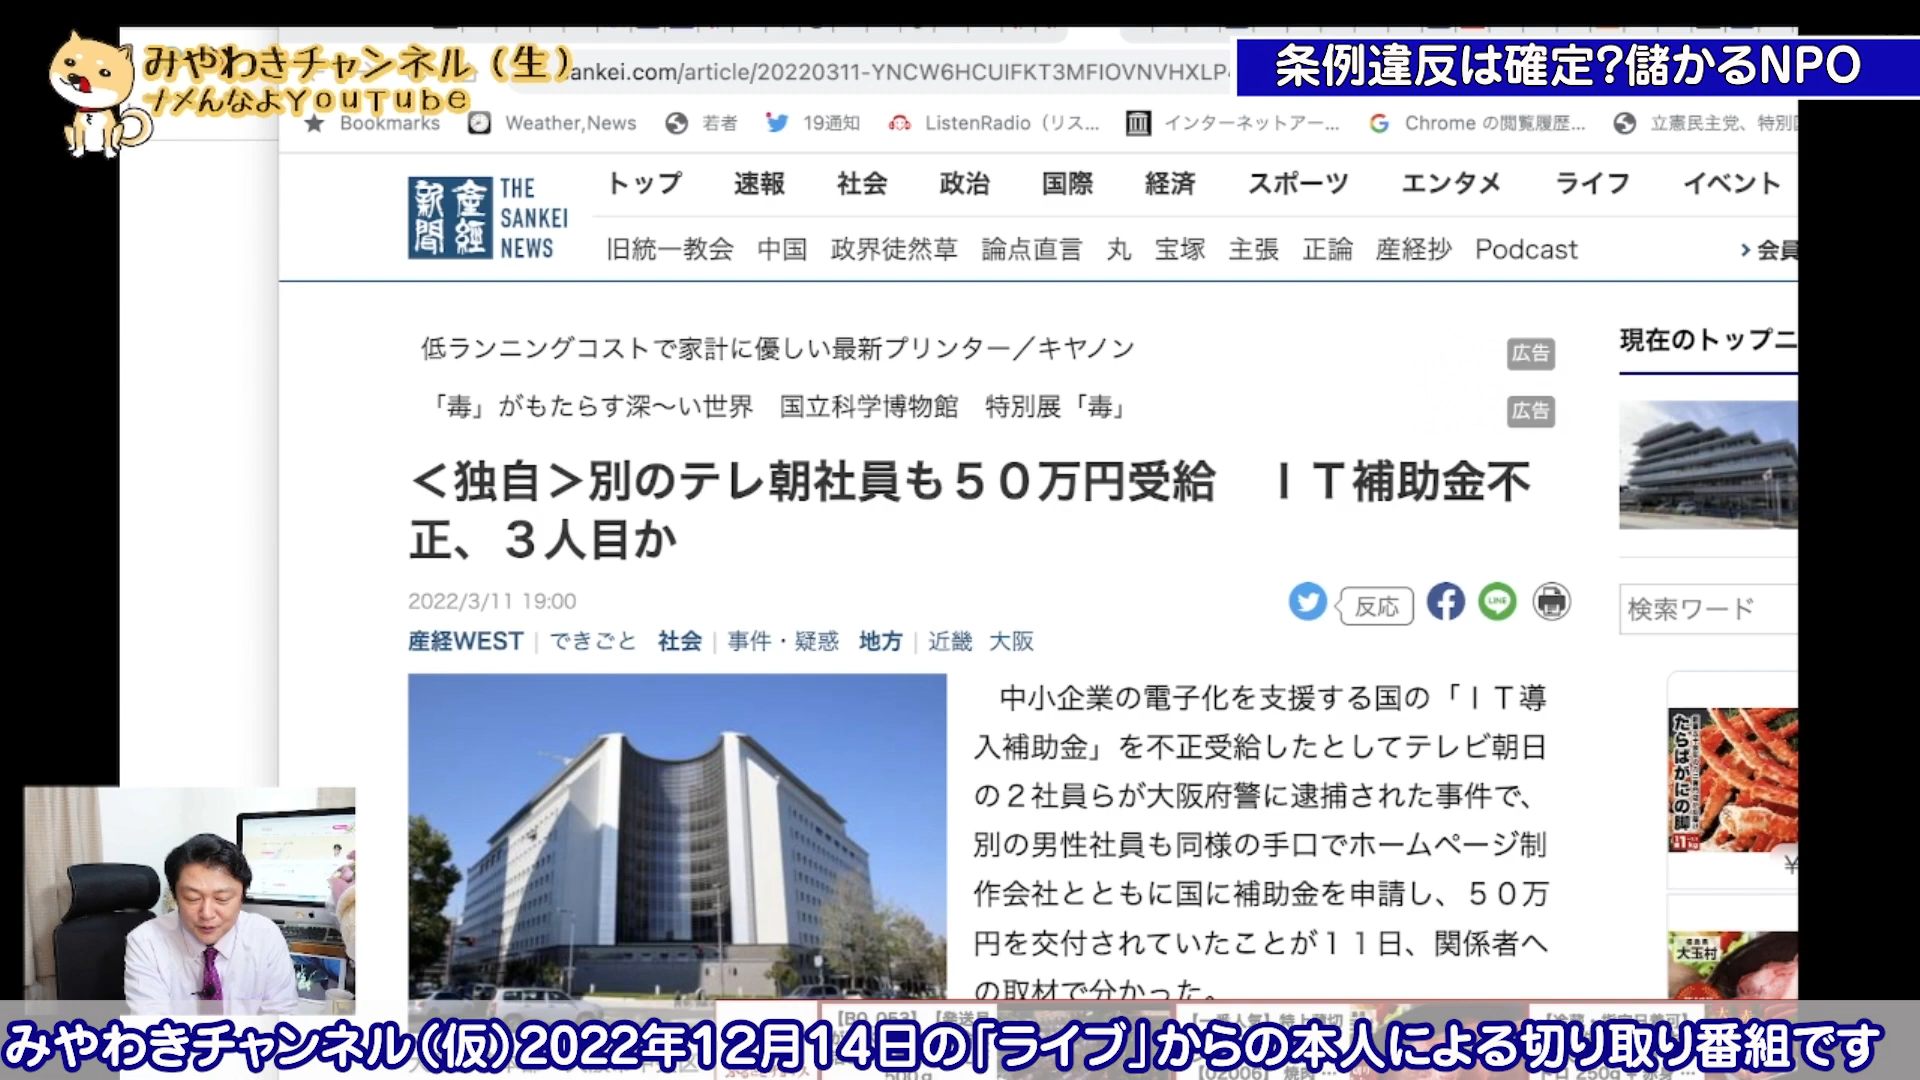 みやわきチャンネル（生）
ナメんなよYouTube
ankei.com/article/20220311-YNCW6HCUIFKT3MFIOVNVHXLP
条例違反は確定?儲かるNPO
Bookmarks Weather,News 若者 19通知 ListenRadio（リス... インターネットアー... Chrome の閲覧履歴... 立憲民主党、特別
新聞 産經
THE
SANKEI
NEWS
トップ 速報 社会 政治 国際 経済 スポーツ エンタメ ライフ イベント
旧統一教会 中国 政界徒然草 論点直言 丸 宝塚 主張 正論 産経抄 Podcast › 会員
低ランニングコストで家計に優しい最新プリンター／キヤノン 広告
「毒」がもたらす深〜い世界　国立科学博物館　特別展「毒」 広告
現在のトップニ
＜独自＞別のテレ朝社員も５０万円受給　ＩＴ補助金不
正、３人目か
2022/3/11 19:00
反応
LINE
検索ワード
産経WEST | できごと 社会 | 事件・疑惑 地方 | 近畿 大阪
中小企業の電子化を支援する国の「ＩＴ導
入補助金」を不正受給したとしてテレビ朝日
の２社員らが大阪府警に逮捕された事件で、
別の男性社員も同様の手口でホームページ制
作会社とともに国に補助金を申請し、５０万
円を交付されていたことが１１日、関係者へ
の取材で分かった。
たらばがにの脚
¥
大玉村
みやわきチャンネル（仮）2022年12月14日の「ライブ」からの本人による切り取り番組です